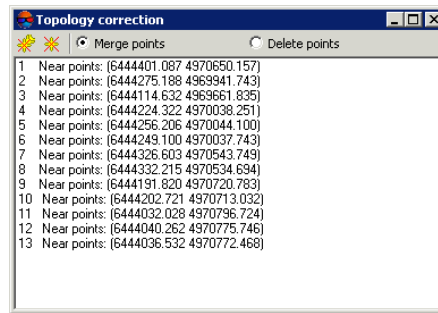 Topology correction
Merge points Delete points
1 Near points: (6444401.087 4970650.157)
2 Near points: (6444275.188 4969941.743)
3 Near points: (6444114.632 4969661.835)
4 Near points: (6444224.322 4970038.251)
5 Near points: (6444256.206 4970044.100)
6 Near points: (6444249.100 4970037.743)
7 Near points: (6444326.603 4970543.749)
8 Near points: (6444332.215 4970534.694)
9 Near points: (6444191.820 4970720.783)
10 Near points: (6444202.721 4970713.032)
11 Near points: (6444032.028 4970796.724)
12 Near points: (6444040.262 4970775.746)
13 Near points: (6444036.532 4970772.468)